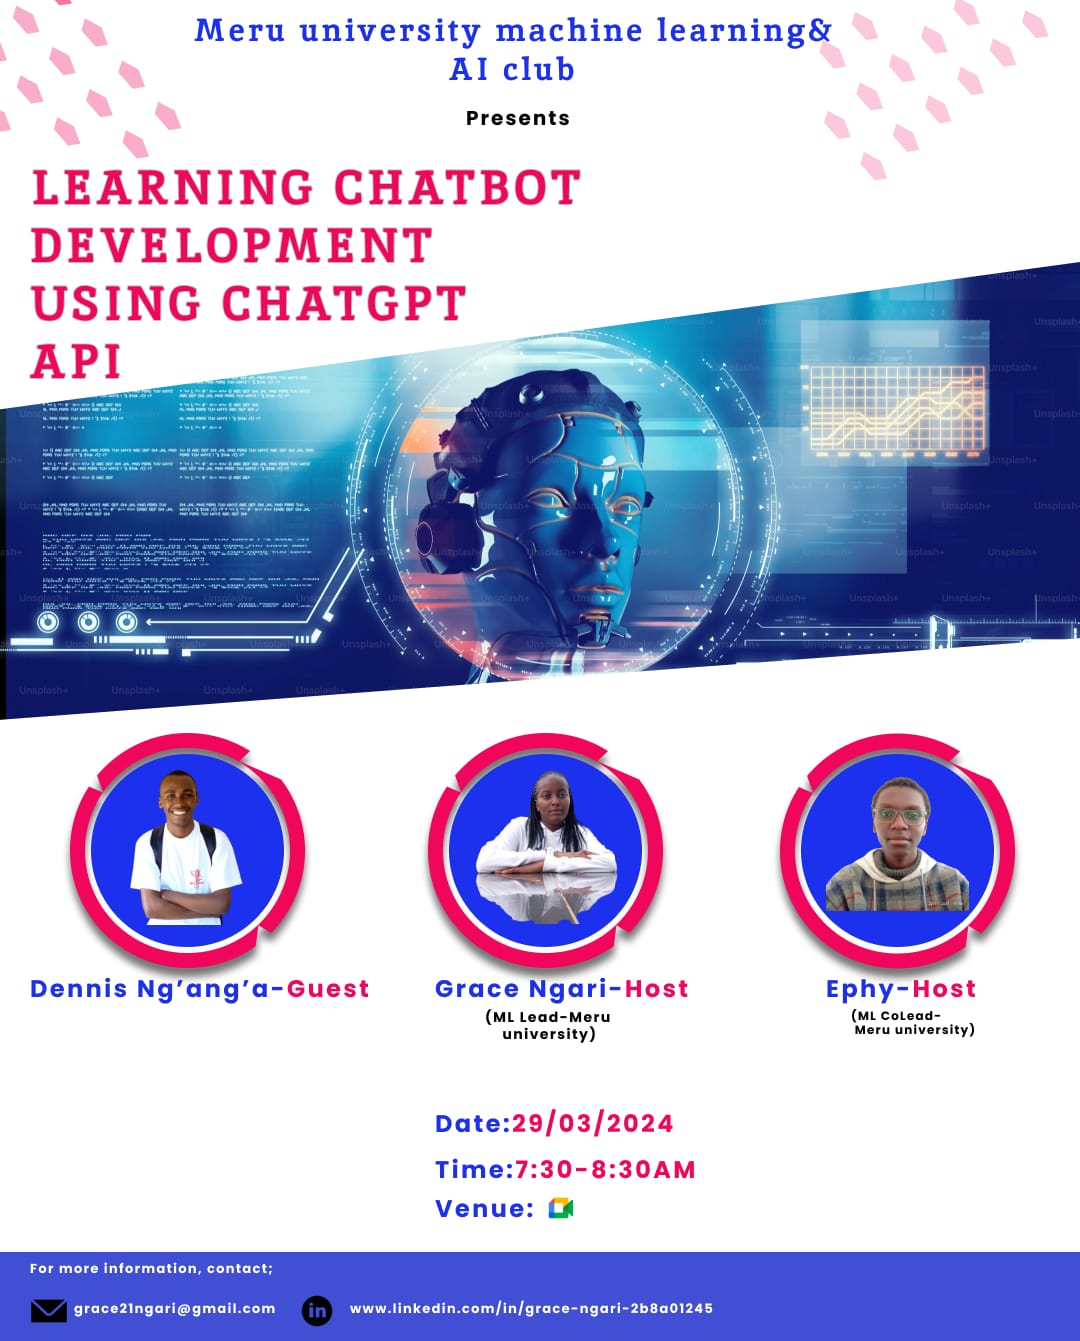 Meru university machine learning&
AI club
Presents
LEARNING CHATBOT
DEVELOPMENT
USING CHATGPT
API
Unsplash+
Dennis Ng’ang’a-Guest
Grace Ngari-Host
(ML Lead-Meru
university)
Ephy-Host
(ML CoLead-
Meru university)
Date:29/03/2024
Time:7:30-8:30AM
Venue:
For more information, contact;
grace21ngari@gmail.com
in
www.linkedin.com/in/grace-ngari-2b8a01245